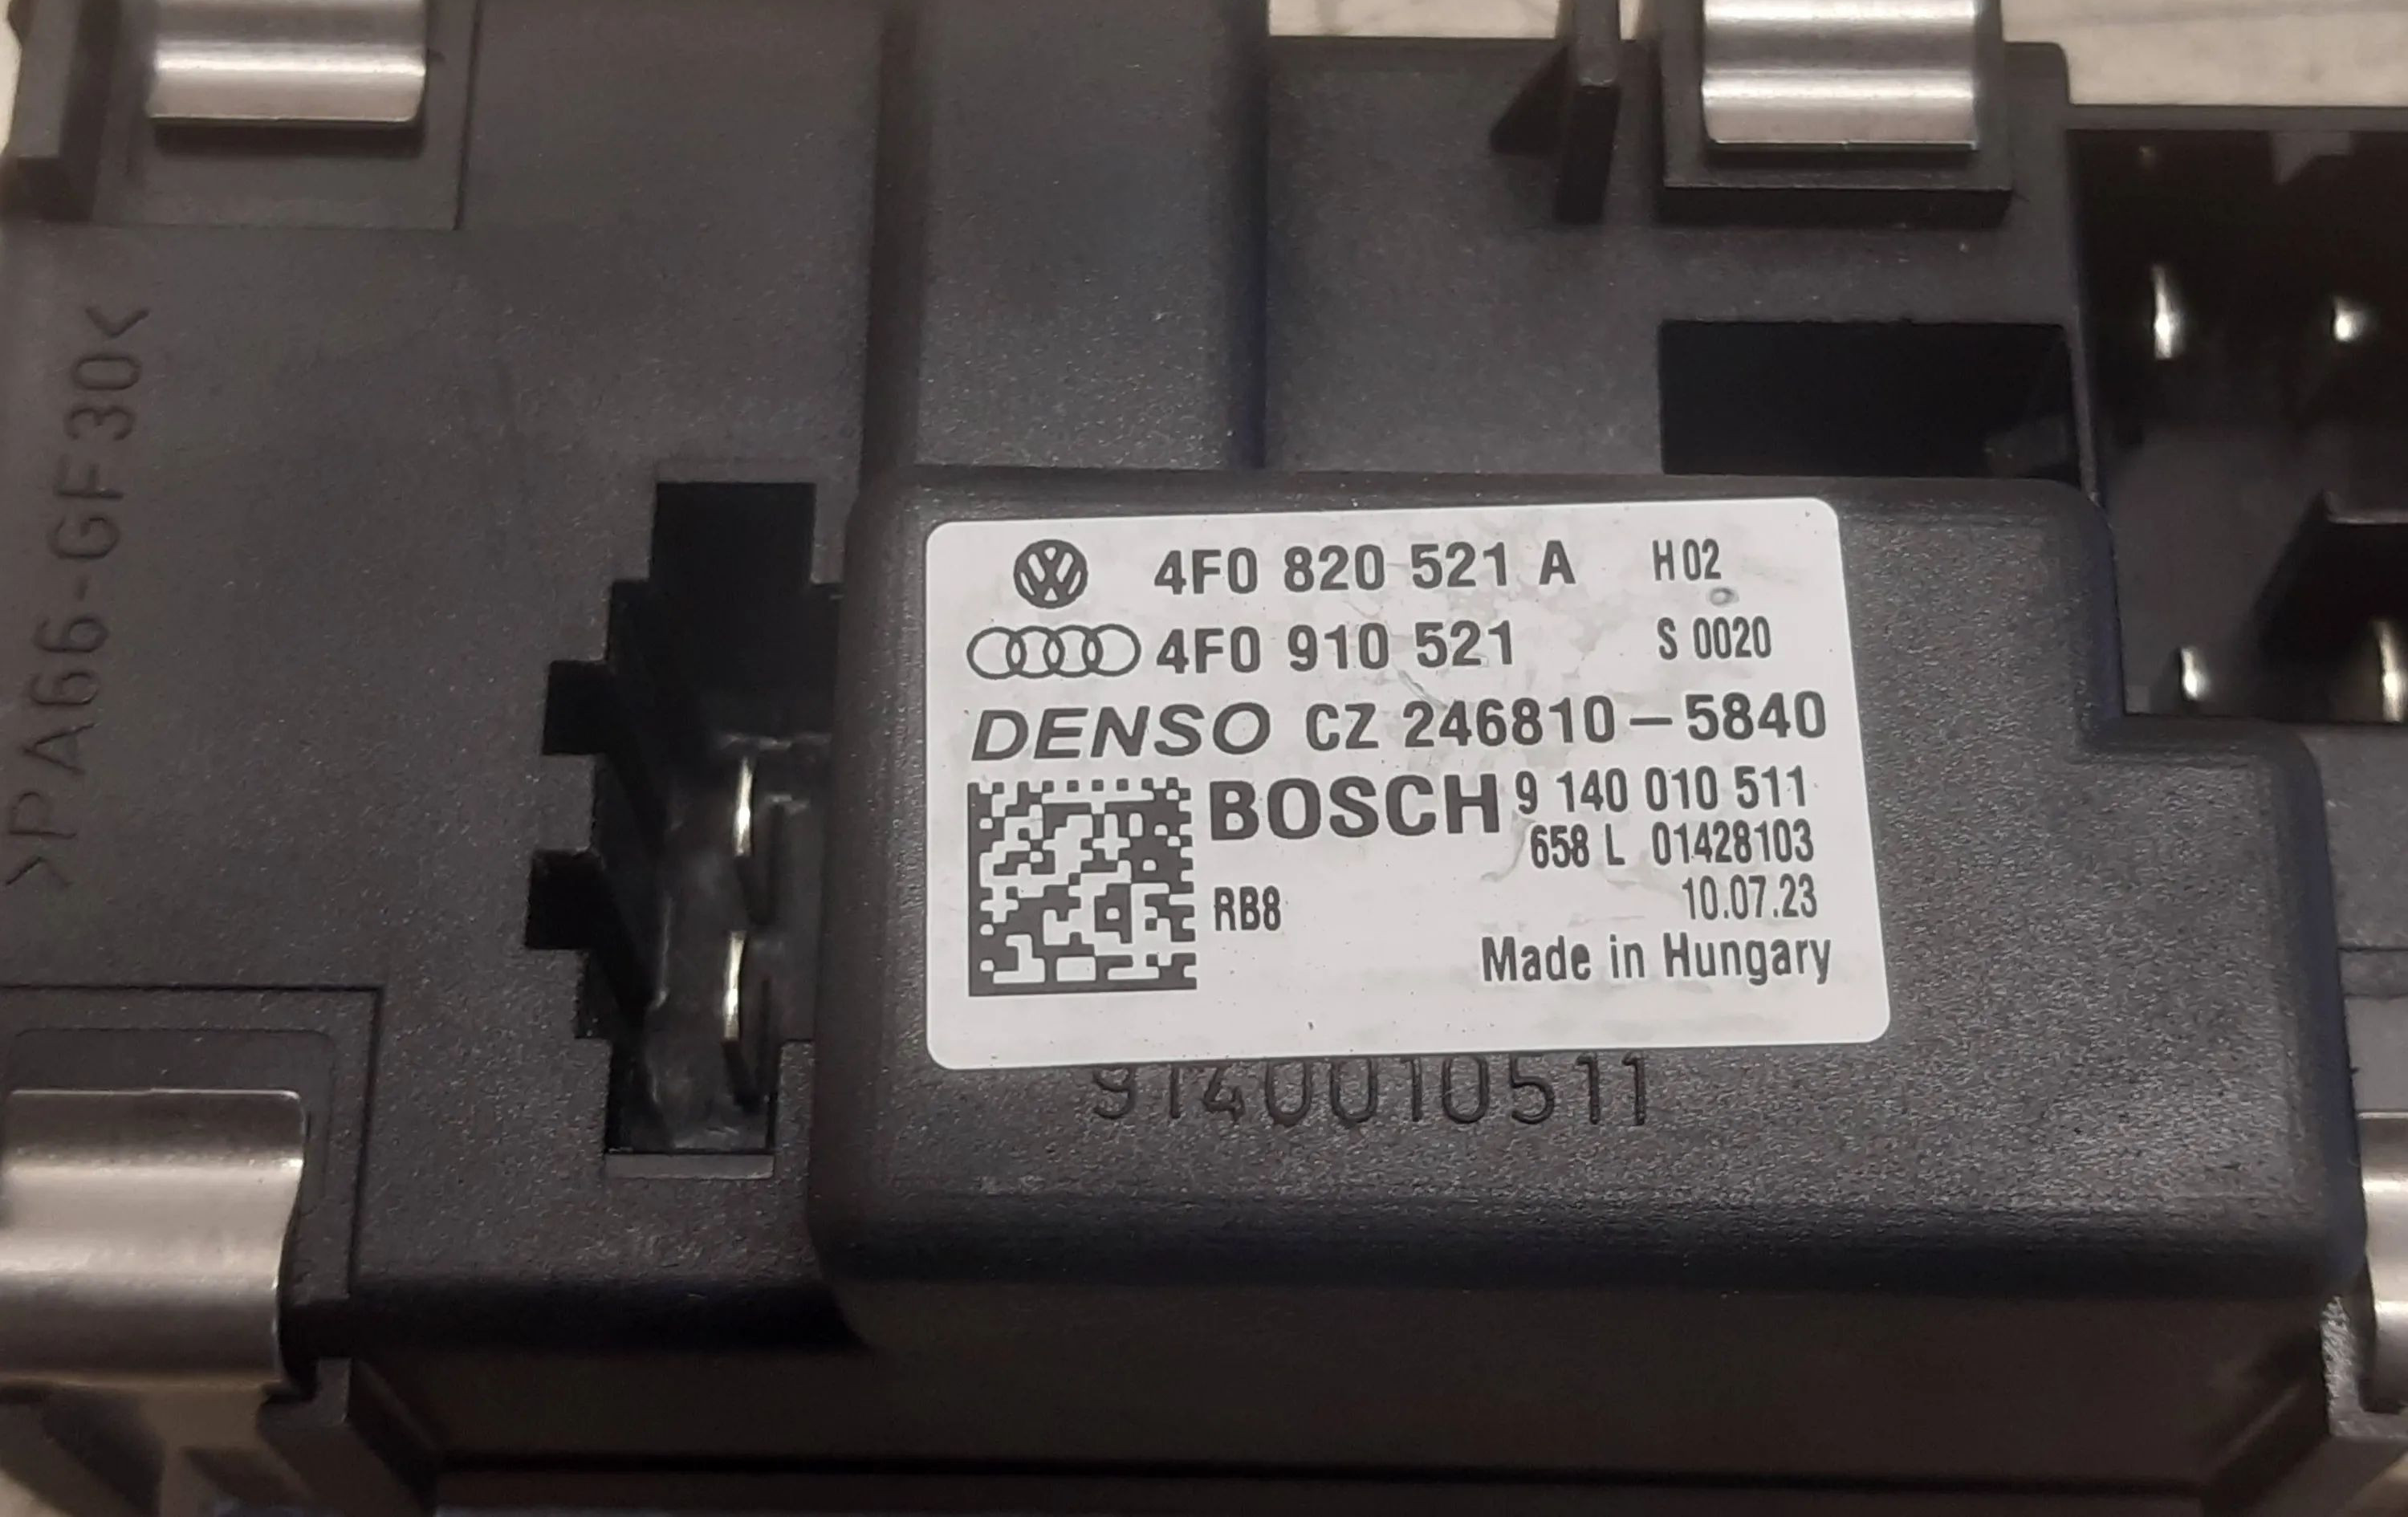 >PA66-GF30<
4F0 820 521 A H02
4F0 910 521 S 0020
DENSO CZ 246810-5840
BOSCH 9 140 010 511
658 L 01428103
RB8 10.07.23
Made in Hungary
9140010511